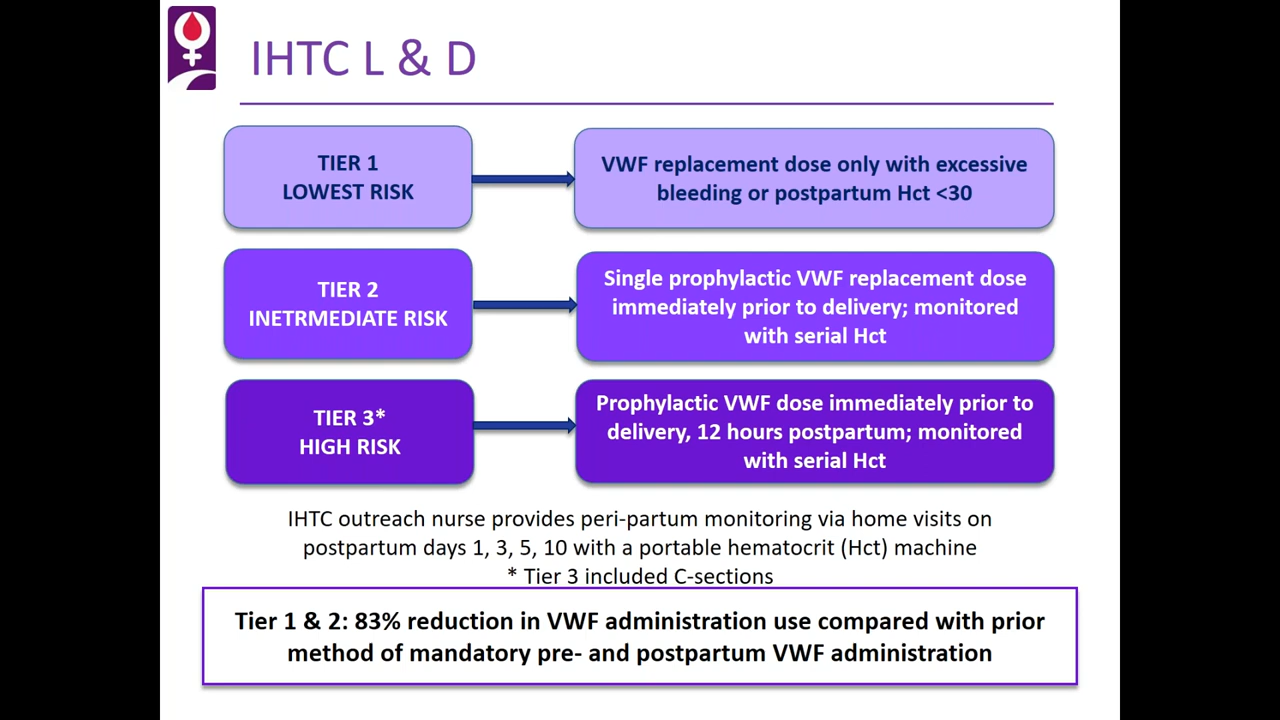 IHTC L & D
TIER 1
LOWEST RISK
VWF replacement dose only with excessive
bleeding or postpartum Hct <30
TIER 2
INETRMEDIATE RISK
Single prophylactic VWF replacement dose
immediately prior to delivery; monitored
with serial Hct
TIER 3*
HIGH RISK
Prophylactic VWF dose immediately prior to
delivery, 12 hours postpartum; monitored
with serial Hct
IHTC outreach nurse provides peri-partum monitoring via home visits on
postpartum days 1, 3, 5, 10 with a portable hematocrit (Hct) machine
* Tier 3 included C-sections
Tier 1 & 2: 83% reduction in VWF administration use compared with prior
method of mandatory pre- and postpartum VWF administration